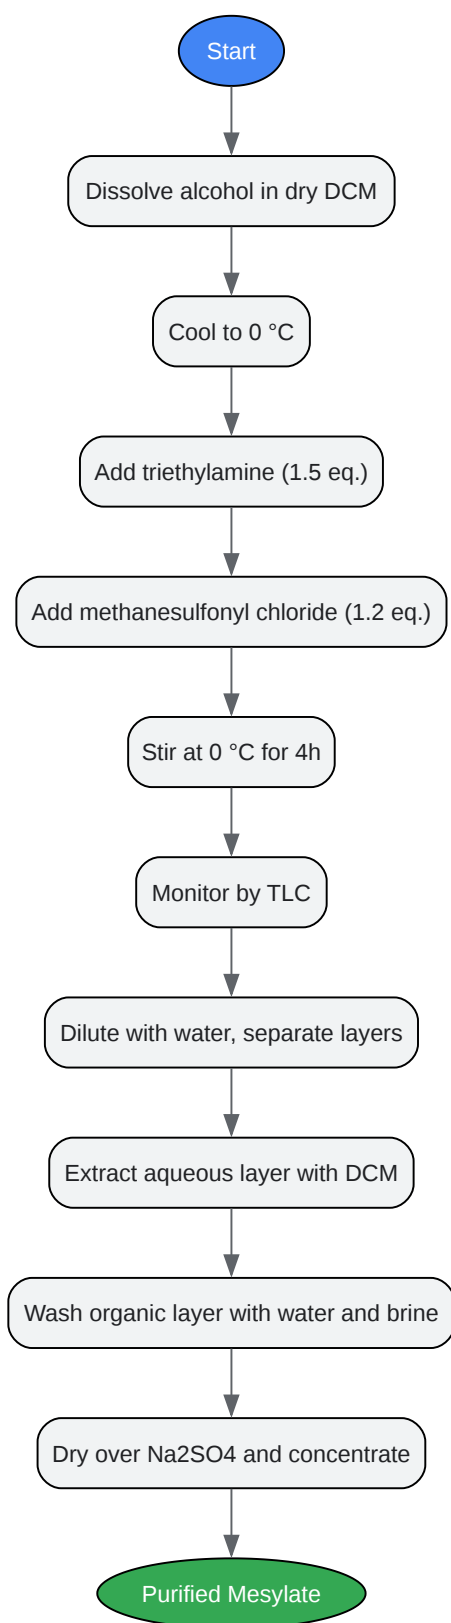 Start
Dissolve alcohol in dry DCM
Cool to 0 °C
Add triethylamine (1.5 eq.)
Add methanesulfonyl chloride (1.2 eq.)
Stir at 0 °C for 4h
Monitor by TLC
Dilute with water, separate layers
Extract aqueous layer with DCM
Wash organic layer with water and brine
Dry over Na2SO4 and concentrate
Purified Mesylate